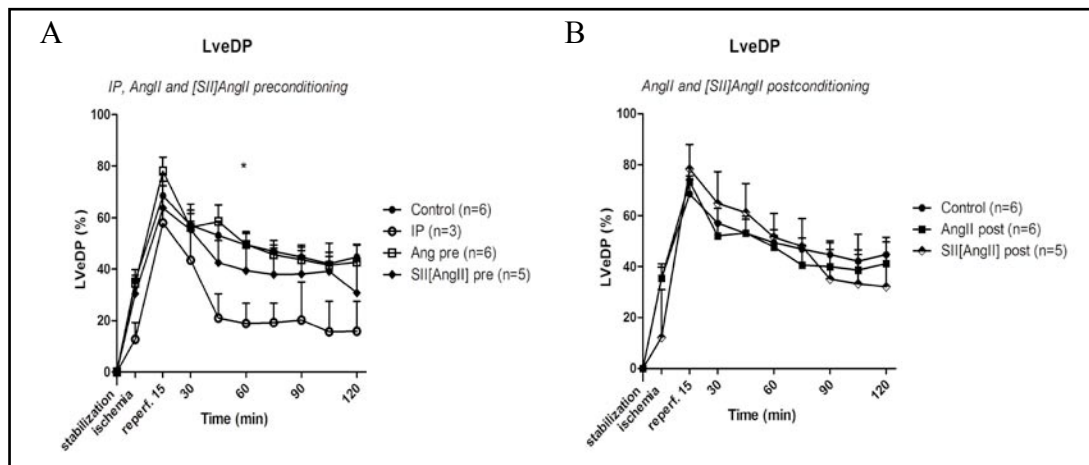 A
LveDP
IP, AngII and [SII]AngII preconditioning
100
80
60
40
20
0
LVeDP (%)
*
stabilization
ischemia
reperf. 15
30
60
90
120
Time (min)
Control (n=6)
IP (n=3)
Ang pre (n=6)
SII[AngII] pre (n=5)
B
LveDP
AngII and [SII]AngII postconditioning
100
80
60
40
20
0
LVeDP (%)
stabilization
ischemia
reperf. 15
30
60
90
120
Time (min)
Control (n=6)
AngII post (n=6)
SII[AngII] post (n=5)